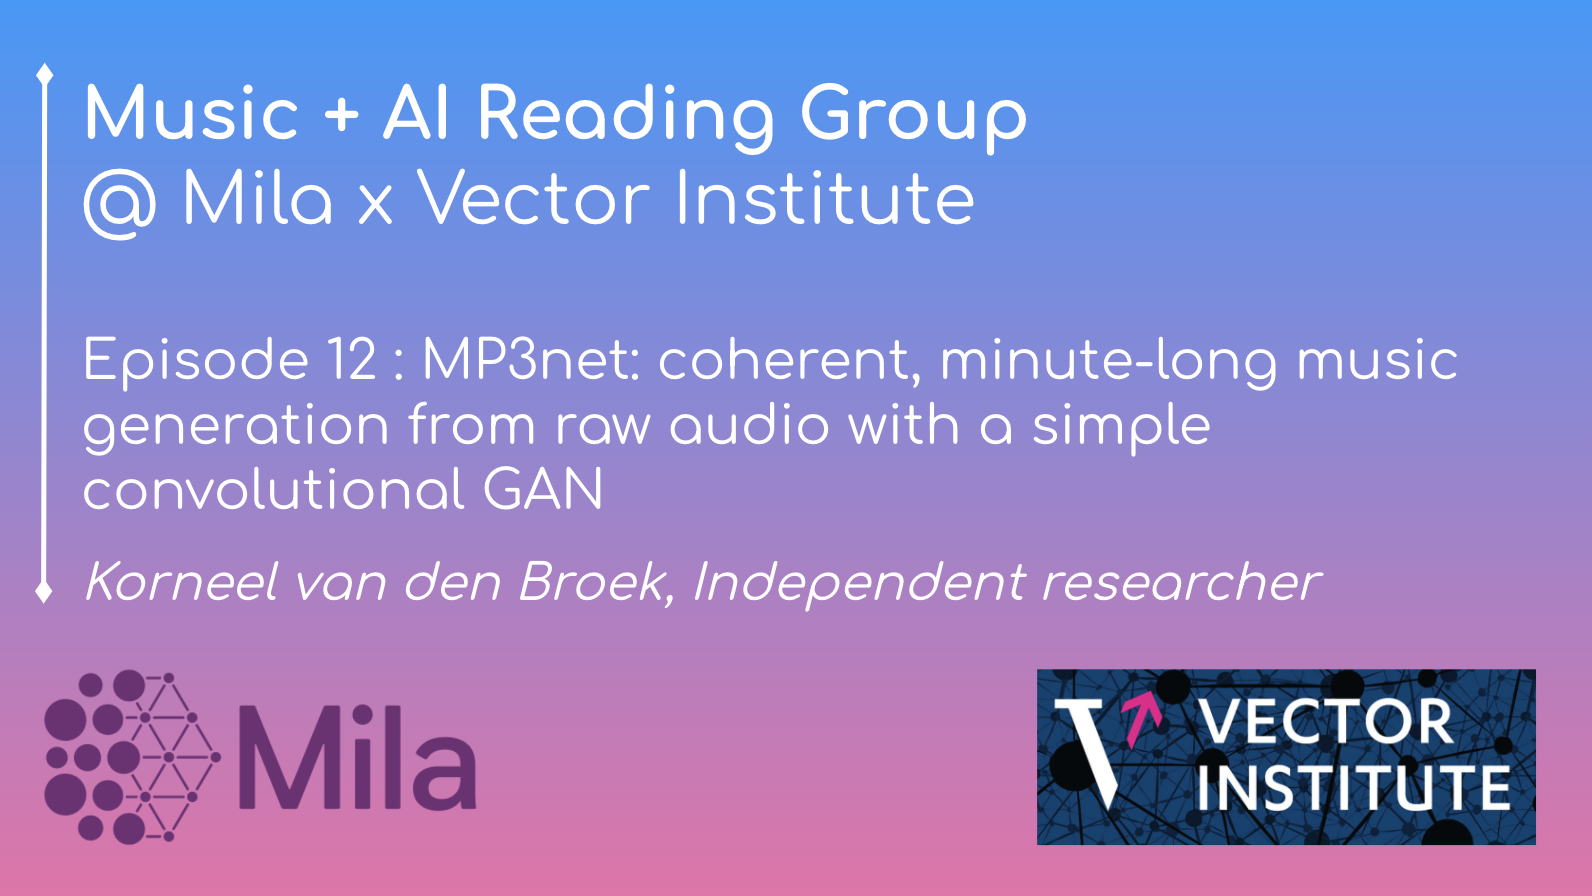 Music + AI Reading Group
@ Mila x Vector Institute
Episode 12 : MP3net: coherent, minute-long music
generation from raw audio with a simple
convolutional GAN
Korneel van den Broek, Independent researcher
Mila
VECTOR
INSTITUTE